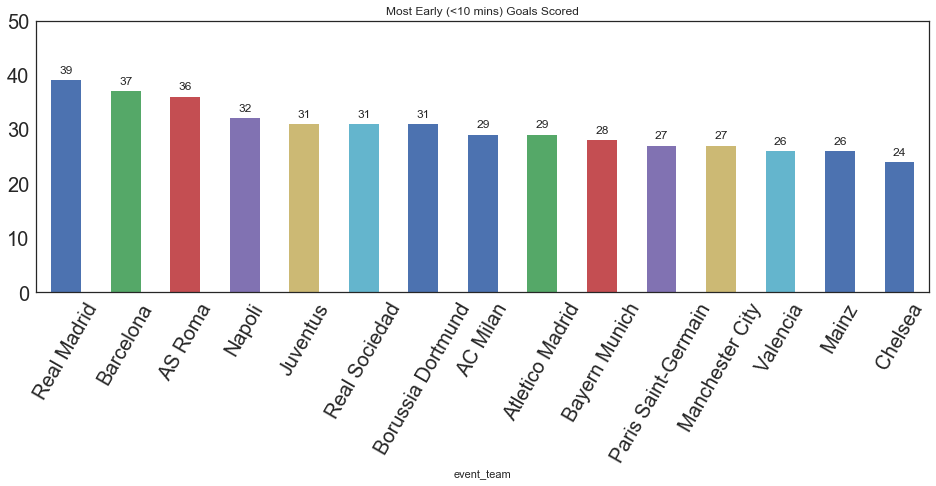 Most Early (<10 mins) Goals Scored
50
40
30
20
10
0
39
37
36
32
31
31
31
29
29
28
27
27
26
26
24
Real Madrid
Barcelona
AS Roma
Napoli
Juventus
Real Sociedad
Borussia Dortmund
AC Milan
Atletico Madrid
Bayern Munich
Paris Saint-Germain
Manchester City
Valencia
Mainz
Chelsea
event_team